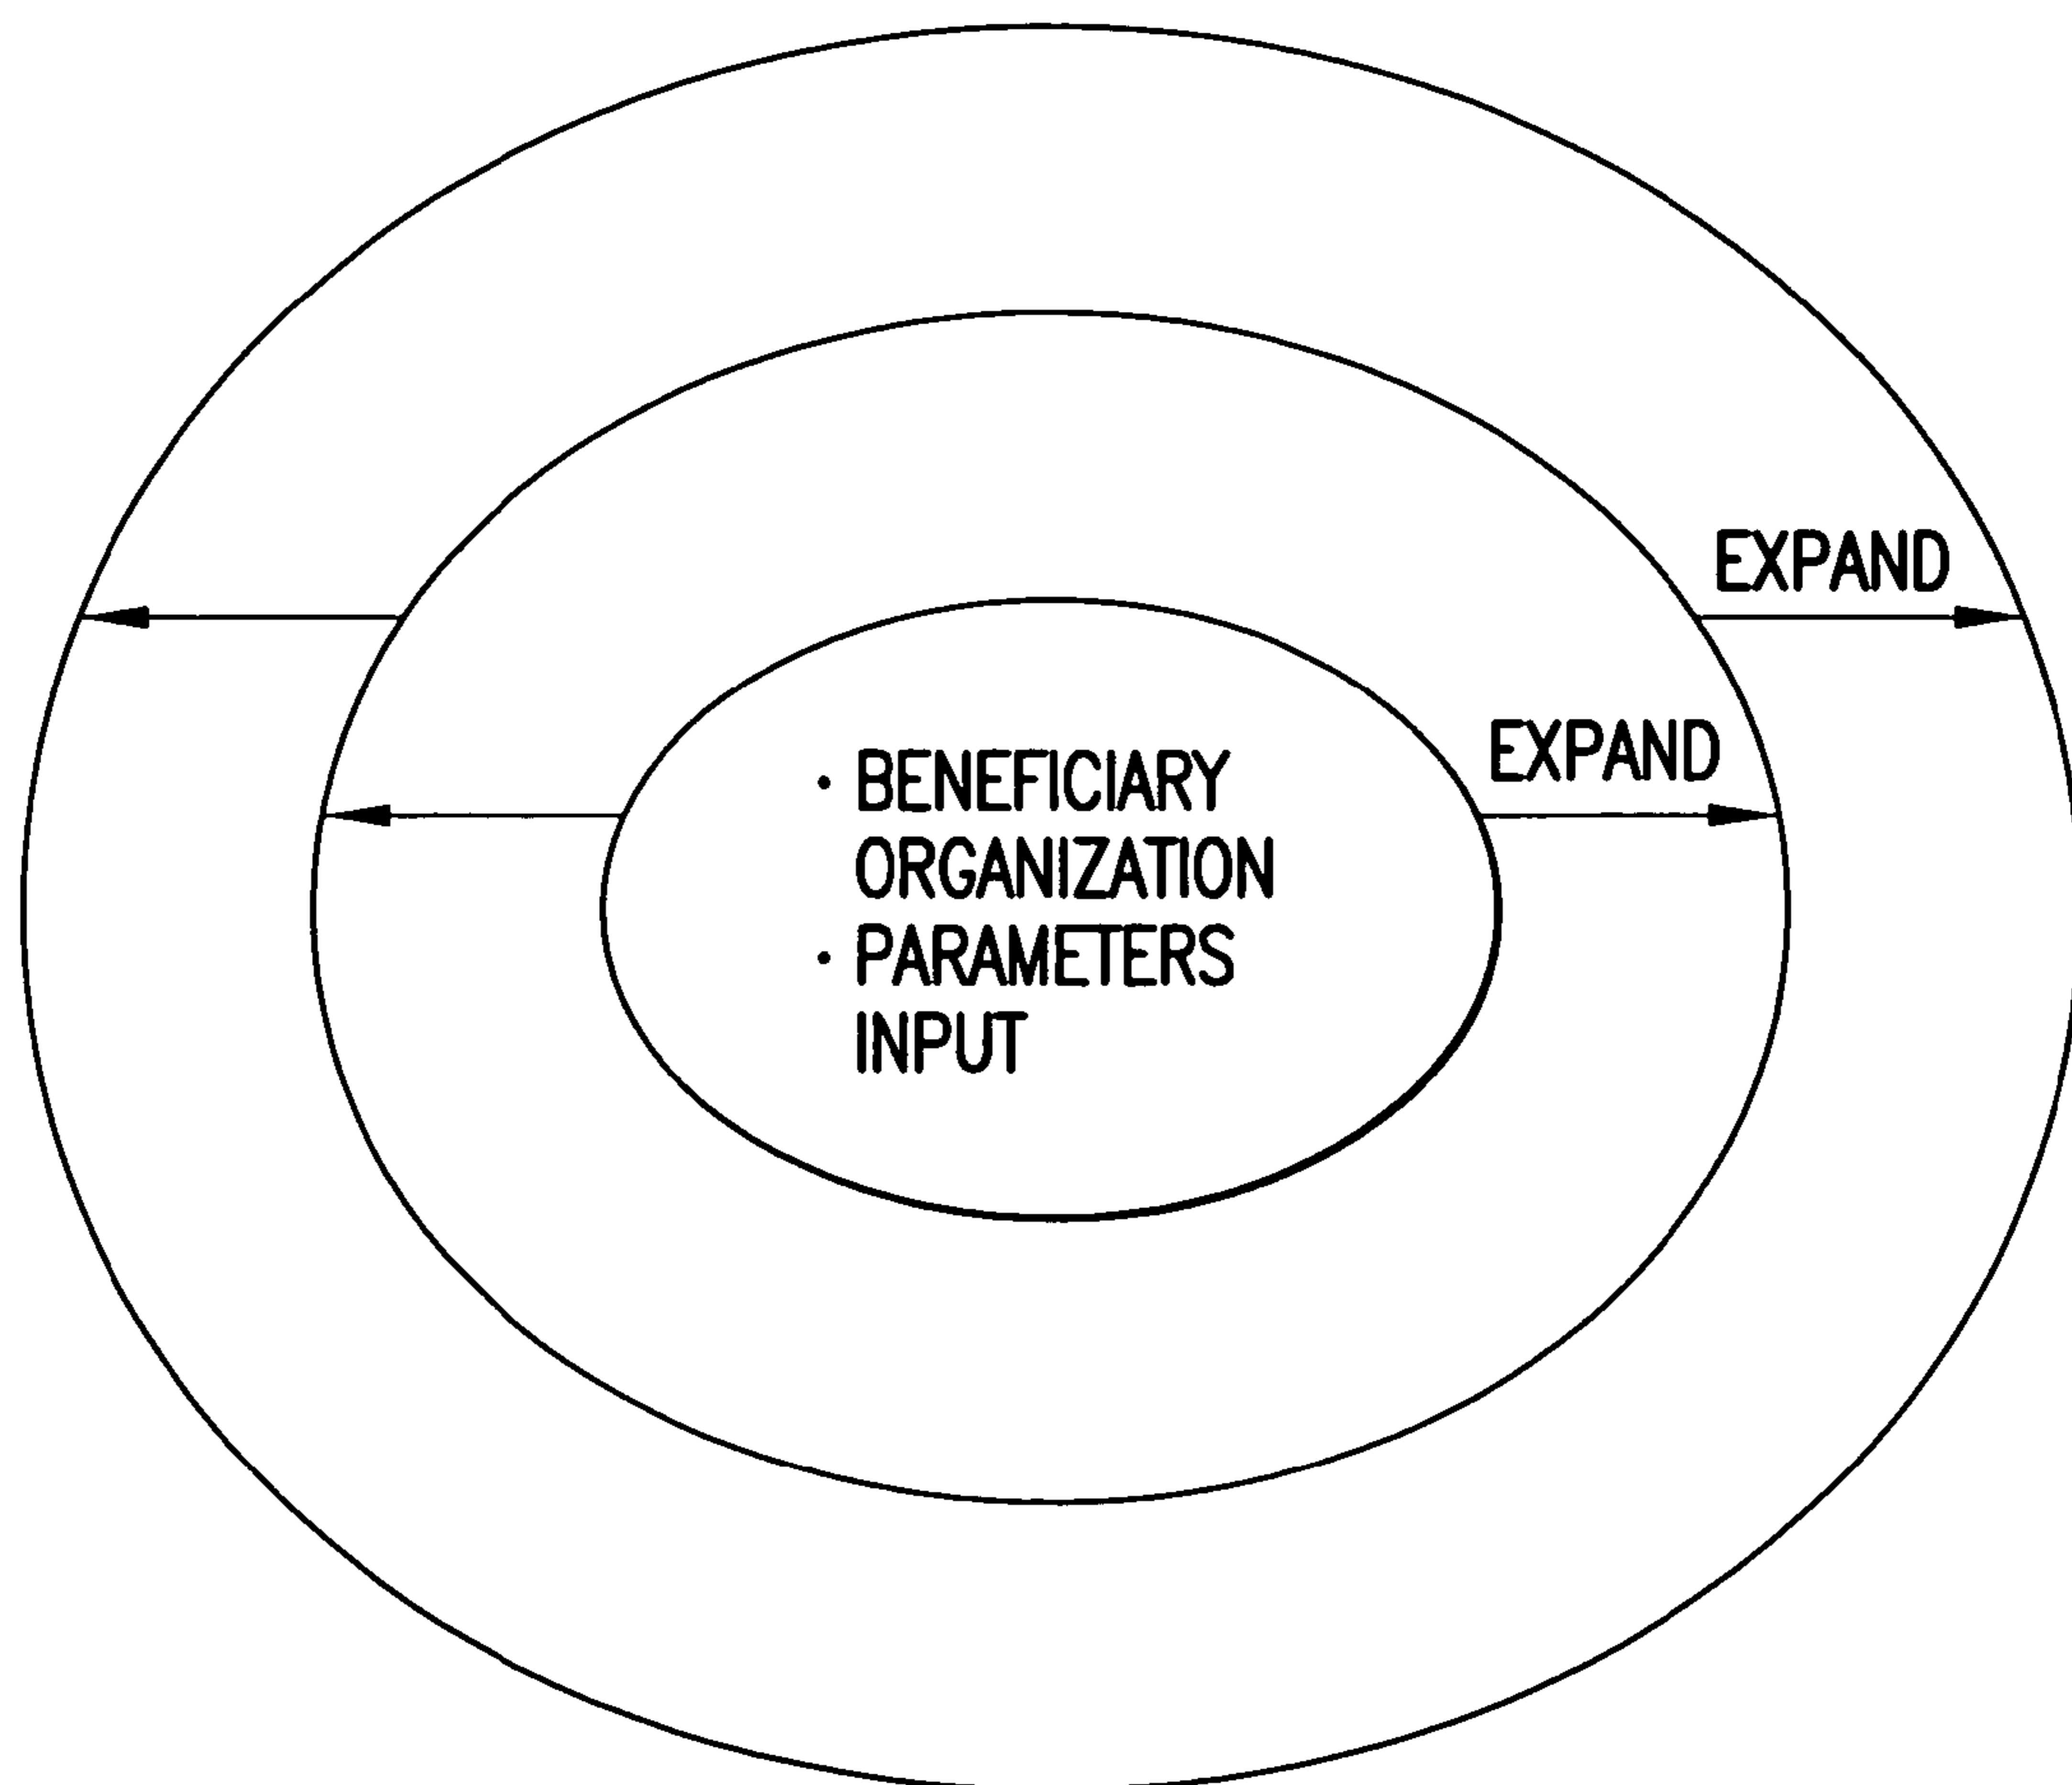 EXPAND
EXPAND
· BENEFICIARY
ORGANIZATION
· PARAMETERS
INPUT